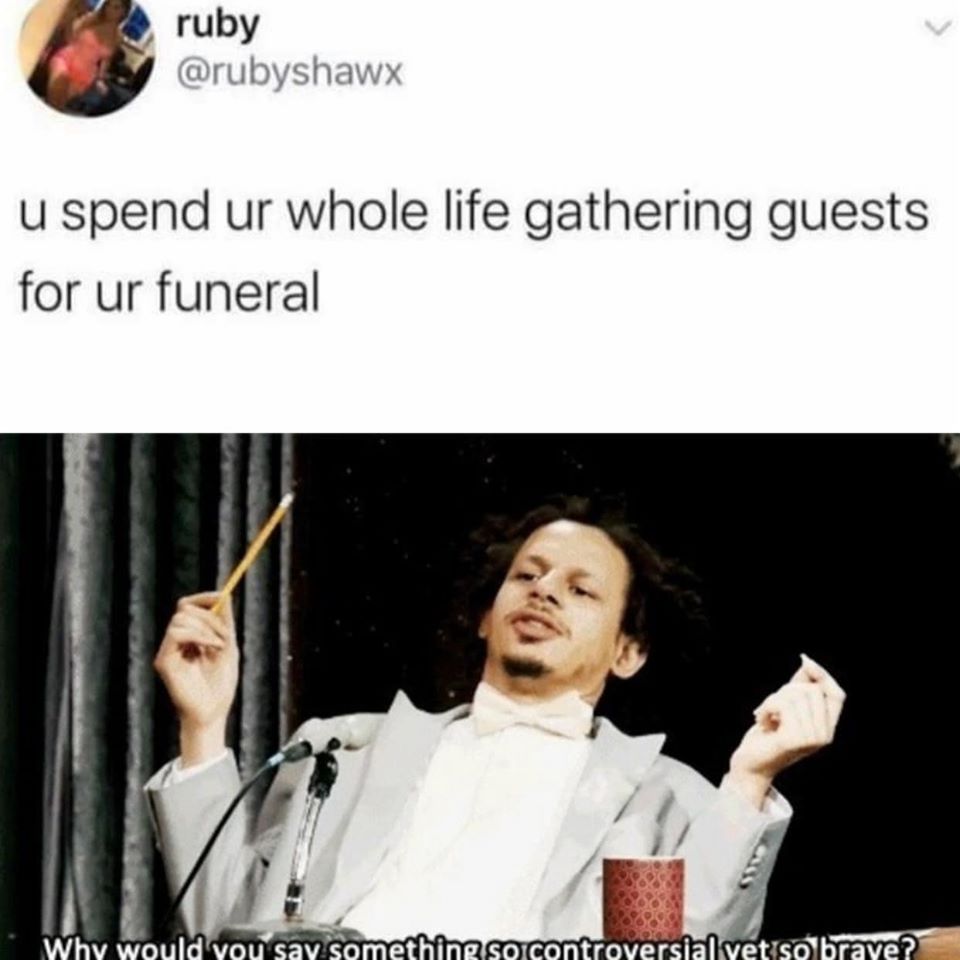 ruby
@rubyshawx
u spend ur whole life gathering guests
for ur funeral
Why would you say something so controversial yet so brave?